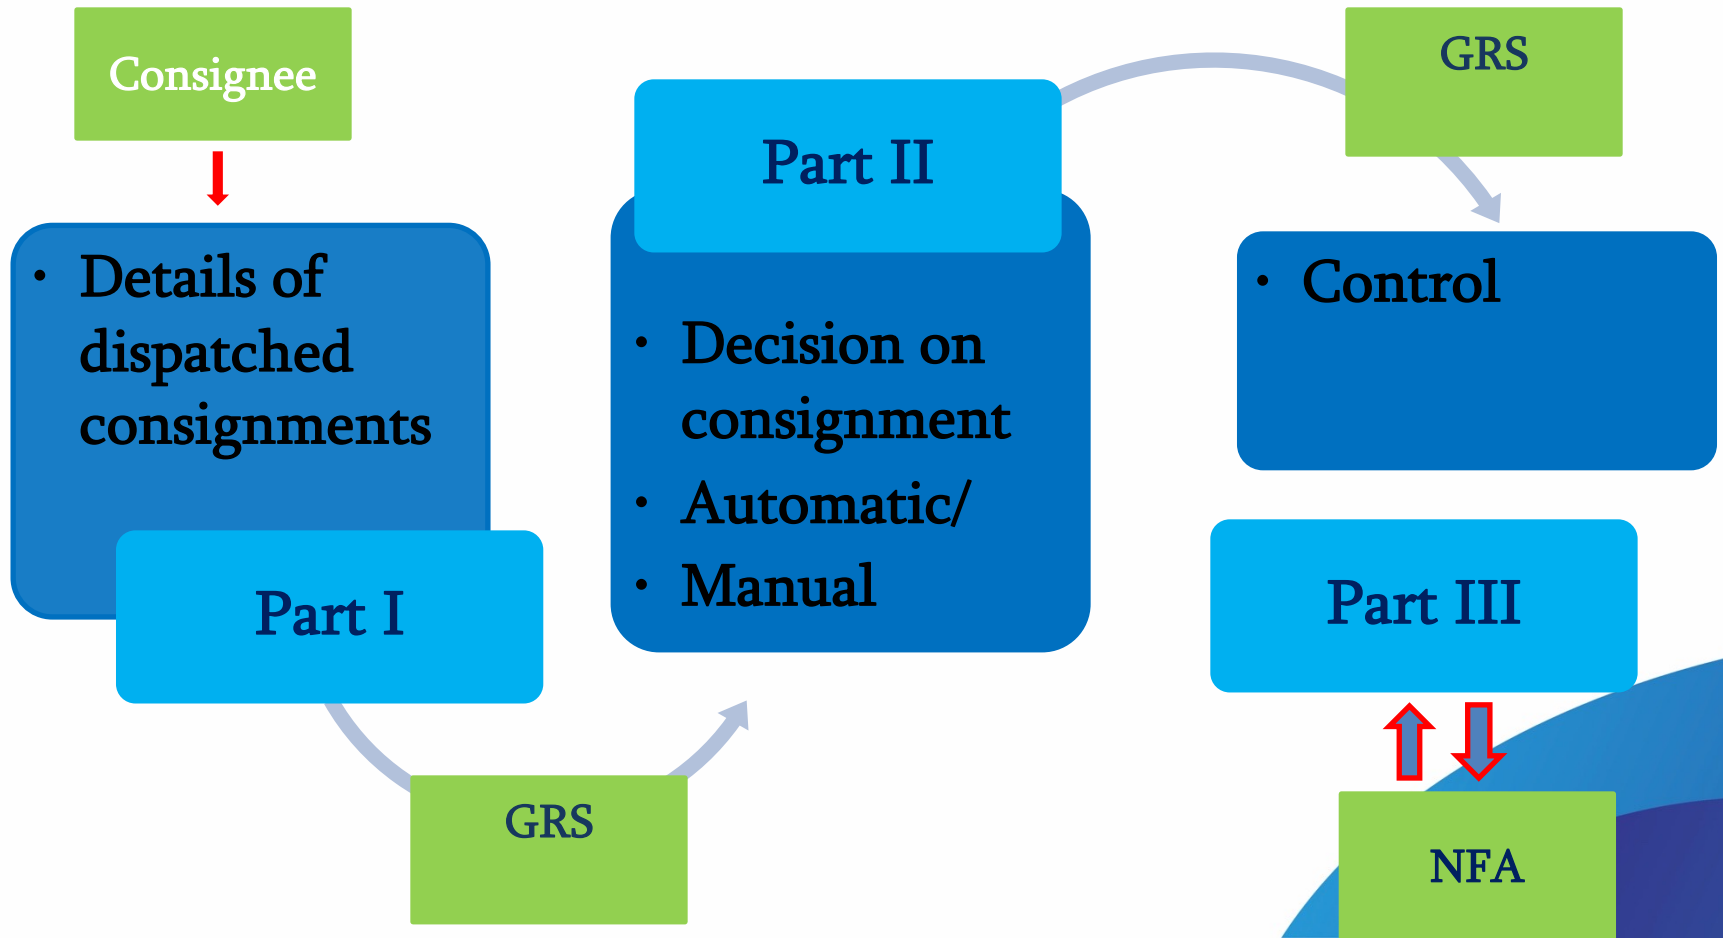 Consignee
• Details of
dispatched
consignments
Part I
GRS
Part II
• Decision on
consignment
• Automatic/
• Manual
GRS
• Control
Part III
NFA